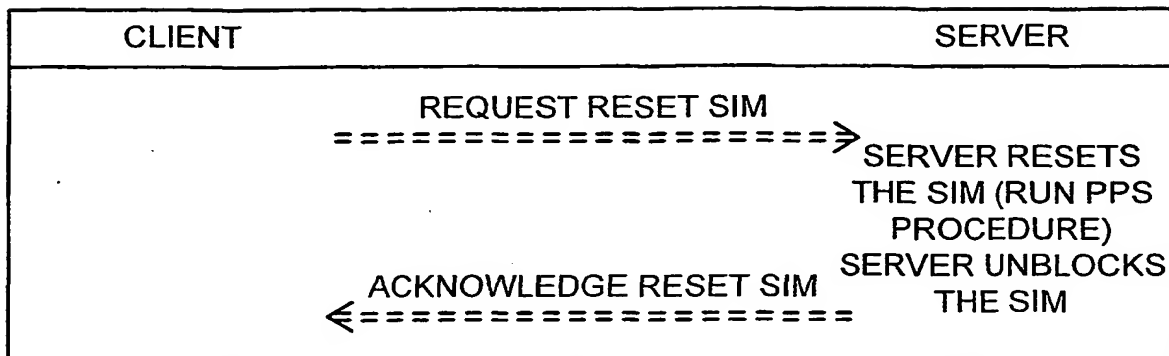 CLIENT SERVER
REQUEST RESET SIM
SERVER RESETS
THE SIM (RUN PPS
PROCEDURE)
SERVER UNBLOCKS
THE SIM
ACKNOWLEDGE RESET SIM